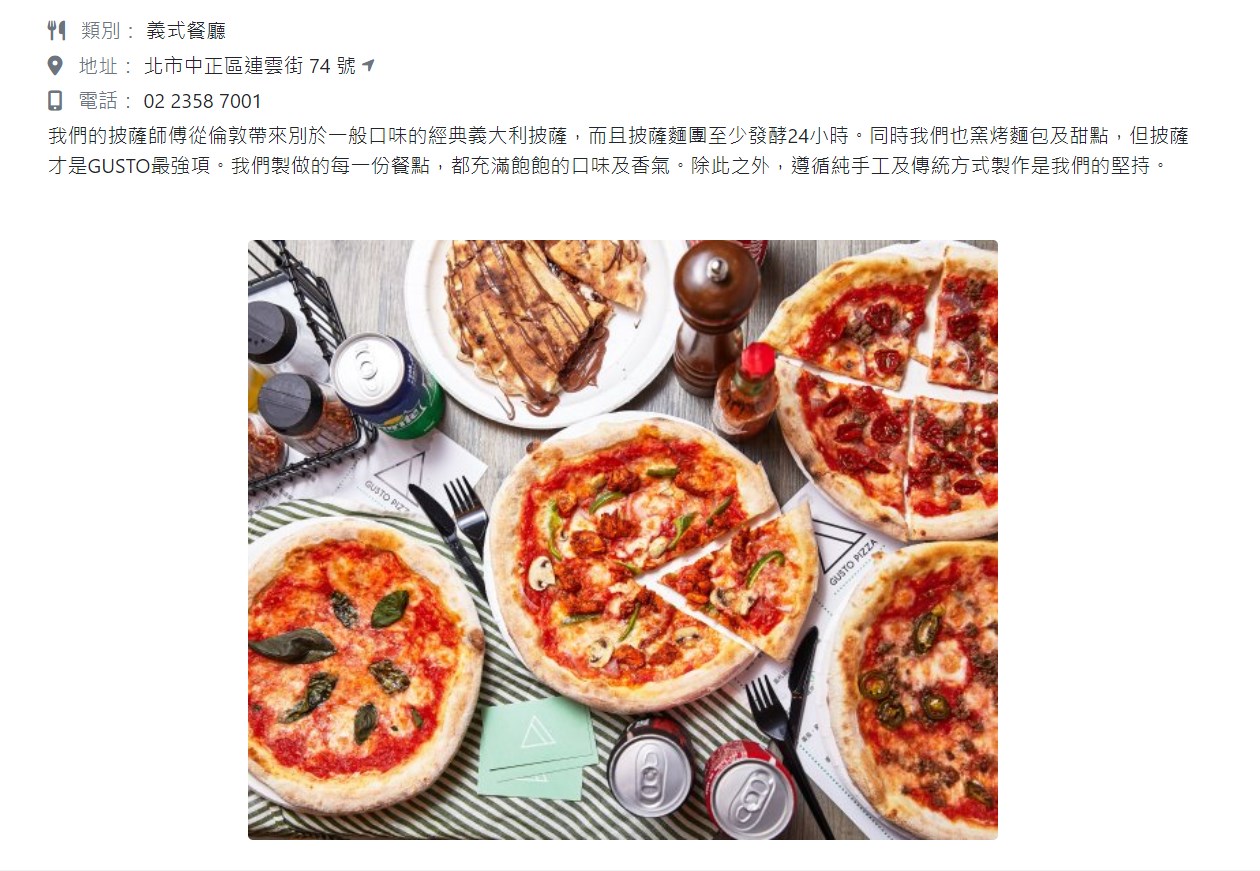 類別： 義式餐廳
地址： 北市中正區連雲街 74 號
電話： 02 2358 7001
我們的披薩師傅從倫敦帶來別於一般口味的經典義大利披薩，而且披薩麵團至少發酵24小時。同時我們也窯烤麵包及甜點，但披薩
才是GUSTO最強項。我們製做的每一份餐點，都充滿飽飽的口味及香氣。除此之外，遵循純手工及傳統方式製作是我們的堅持。
GUSTO PIZZ
GUSTO PIZZA